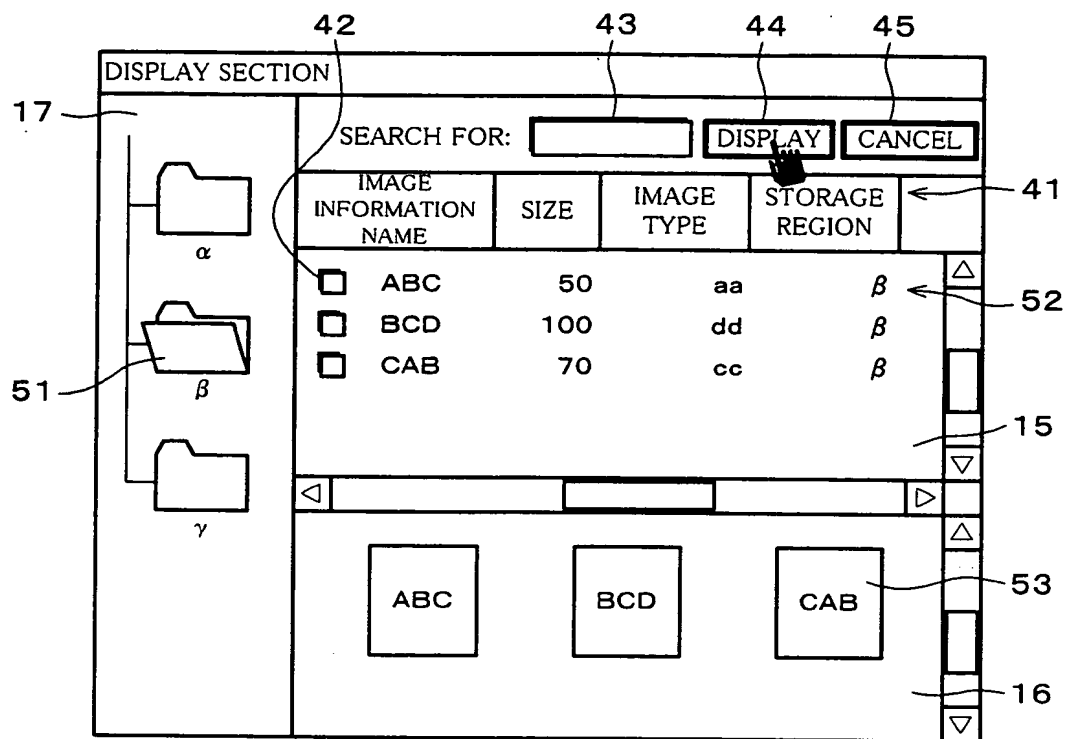 42 43 44 45
DISPLAY SECTION
17
SEARCH FOR: DISPLAY CANCEL
IMAGE INFORMATION NAME SIZE IMAGE TYPE STORAGE REGION 41
α
ABC 50 aa β 52
BCD 100 dd β
CAB 70 cc β
51
β
15
γ
ABC BCD CAB 53
16